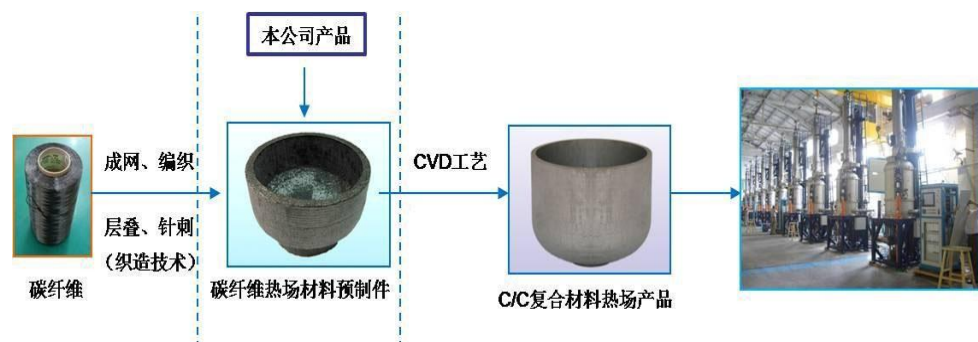 本公司产品
成网、编织
层叠、针刺
（织造技术）
CVD工艺
碳纤维
碳纤维热场材料预制件
C/C复合材料热场产品